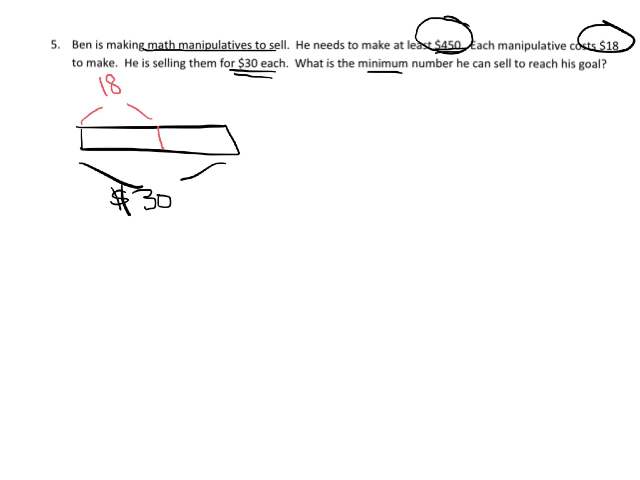 5. Ben is making math manipulatives to sell. He needs to make at least $450. Each manipulative costs $18
to make. He is selling them for $30 each. What is the minimum number he can sell to reach his goal?
18
$30